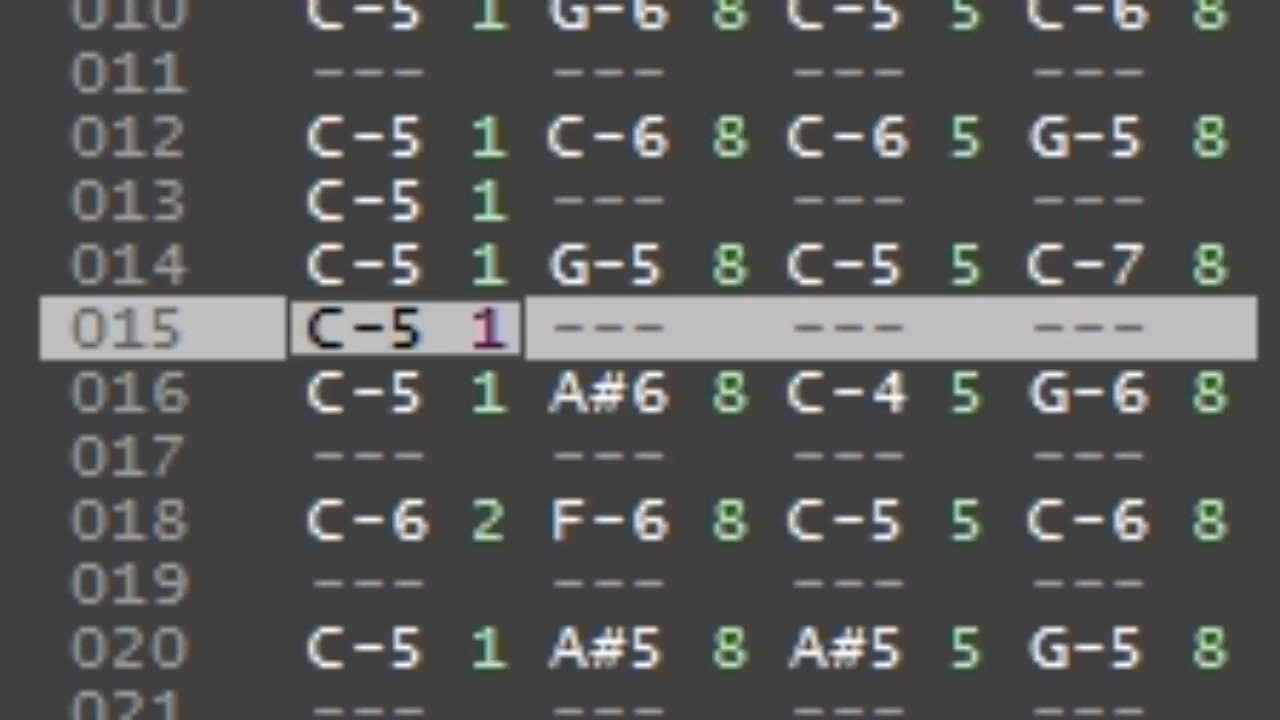 010 C-5 1 G-6 8 C-5 5 C-6 8
011 --- --- --- ---
012 C-5 1 C-6 8 C-6 5 G-5 8
013 C-5 1 --- --- ---
014 C-5 1 G-5 8 C-5 5 C-7 8
015 C-5 1 --- --- ---
016 C-5 1 A#6 8 C-4 5 G-6 8
017 --- --- --- ---
018 C-6 2 F-6 8 C-5 5 C-6 8
019 --- --- --- ---
020 C-5 1 A#5 8 A#5 5 G-5 8
021 --- --- --- ---